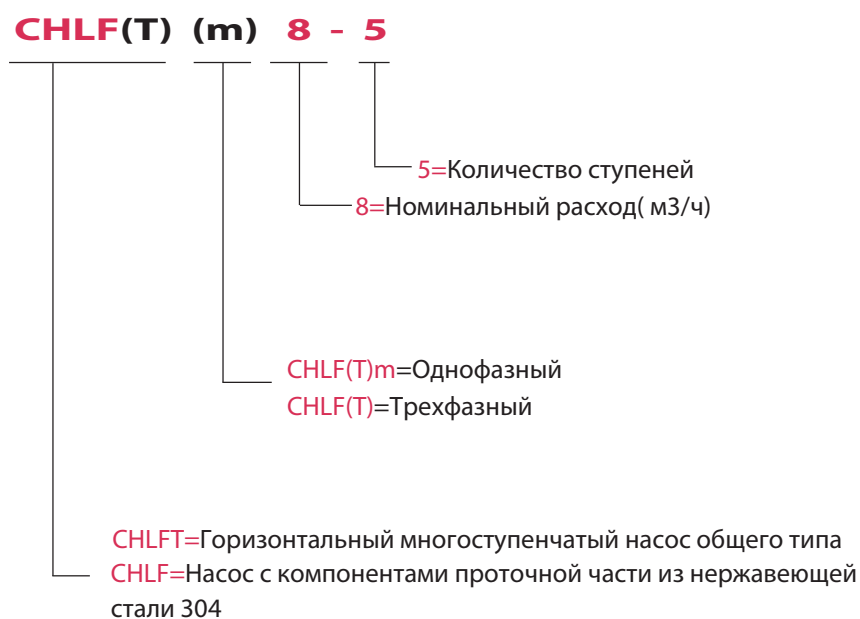 CHLF(T) (m) 8 - 5
5=Количество ступеней
8=Номинальный расход( м3/ч)
CHLF(T)m=Однофазный
CHLF(T)=Трехфазный
CHLFT=Горизонтальный многоступенчатый насос общего типа
CHLF=Насос с компонентами проточной части из нержавеющей
стали 304